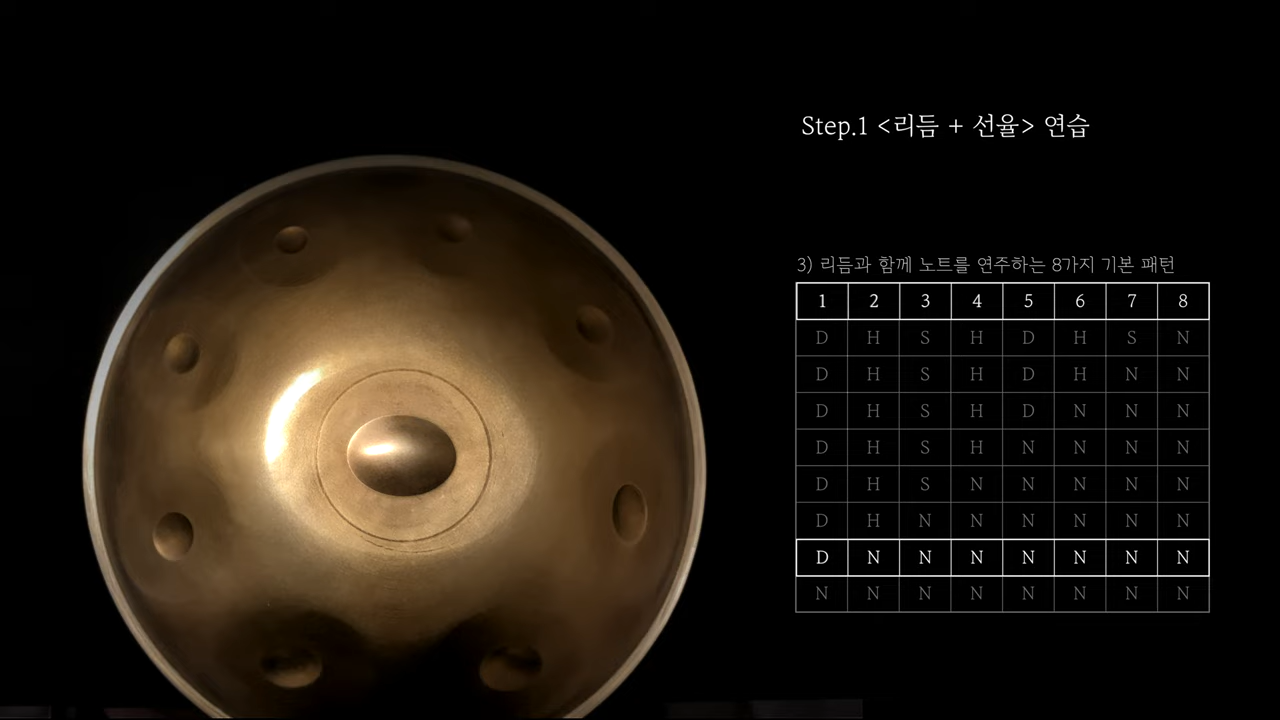 Step.1 <리듬 + 선율> 연습
3) 리듬과 함께 노트를 연주하는 8가지 기본 패턴
1 2 3 4 5 6 7 8
D H S H D H S N
D H S H D H N N
D H S H D N N N
D H S H N N N N
D H S N N N N N
D H N N N N N N
D N N N N N N N
N N N N N N N N